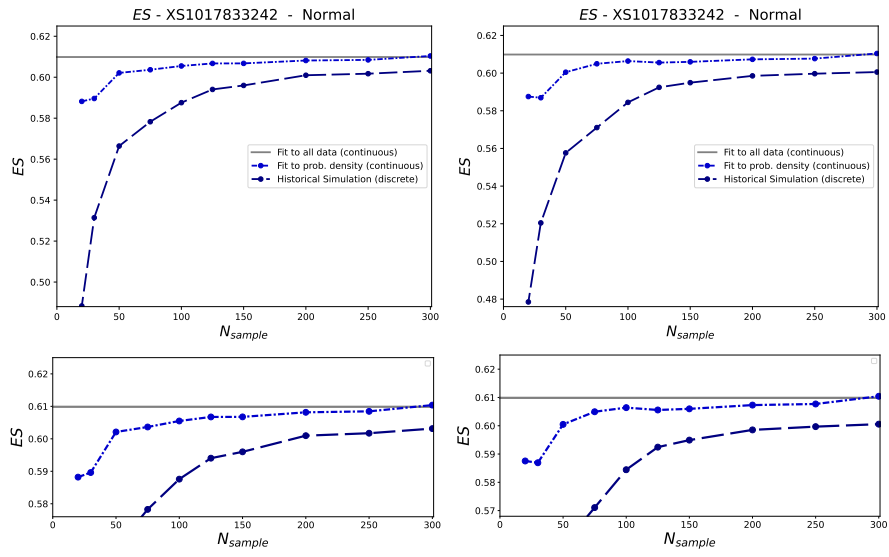 ES - XS1017833242 - Normal
0.62
0.60
0.58
0.56
0.54
0.52
0.50
ES
0 50 100 150 200 250 300
N_sample
Fit to all data (continuous)
Fit to prob. density (continuous)
Historical Simulation (discrete)
ES - XS1017833242 - Normal
0.62
0.60
0.58
0.56
0.54
0.52
0.50
0.48
ES
0 50 100 150 200 250 300
N_sample
Fit to all data (continuous)
Fit to prob. density (continuous)
Historical Simulation (discrete)
0.62
0.61
0.60
0.59
0.58
ES
0 50 100 150 200 250 300
N_sample
0.62
0.61
0.60
0.59
0.58
0.57
ES
0 50 100 150 200 250 300
N_sample